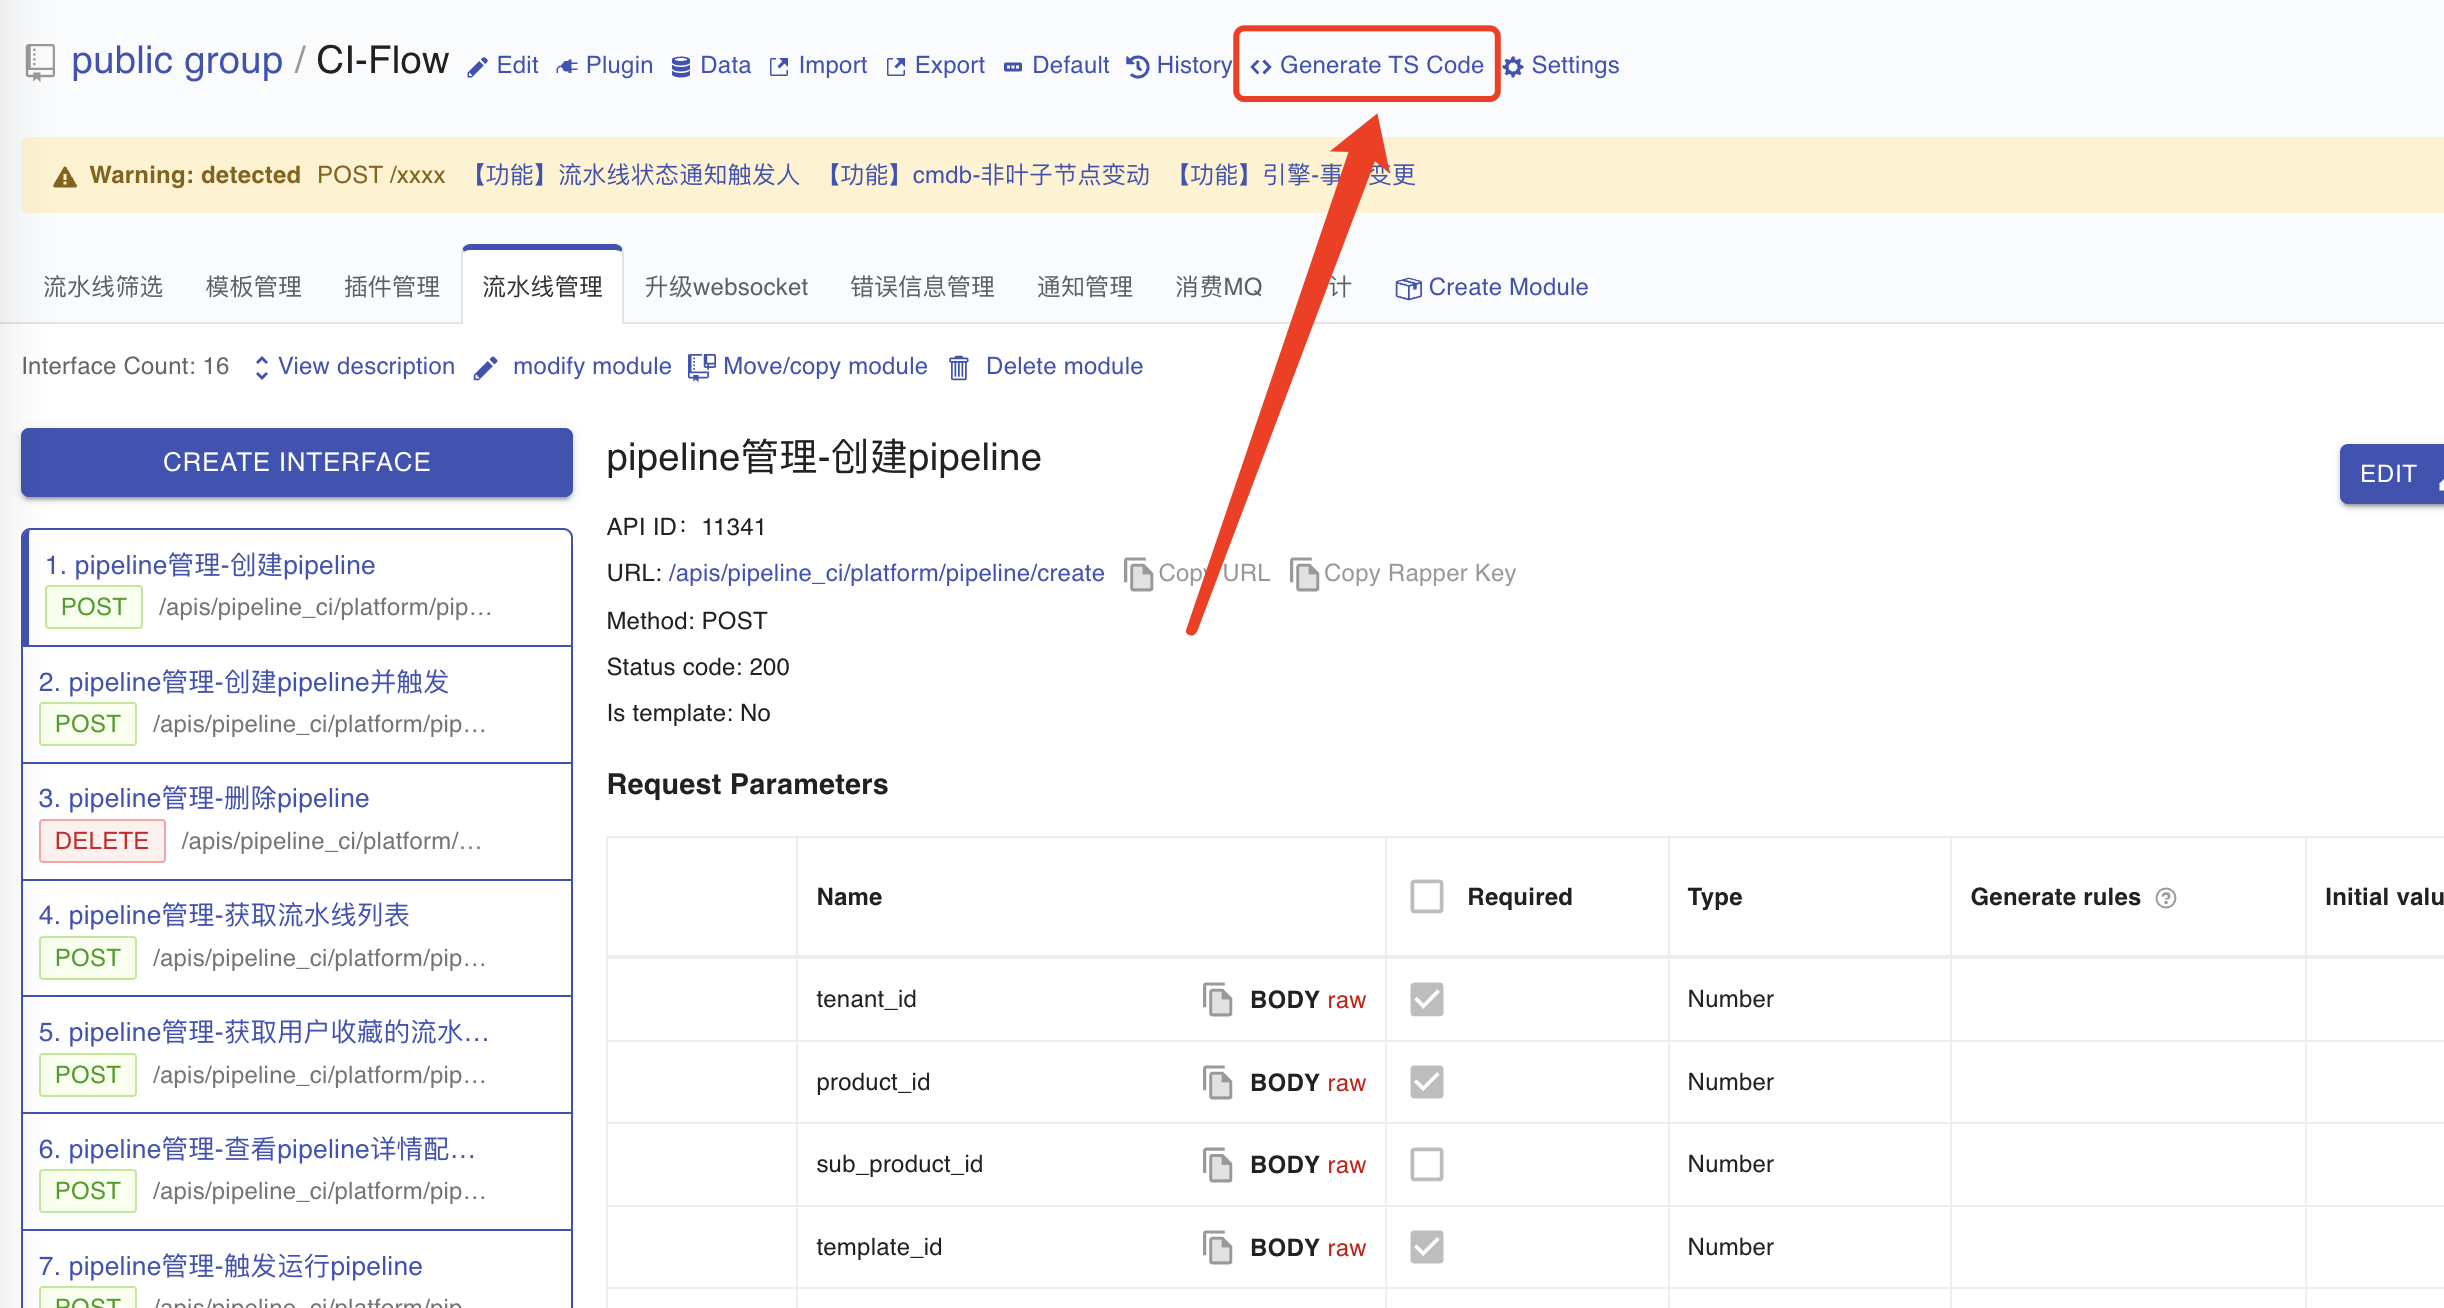 public group / CI-Flow Edit Plugin Data Import Export Default History Generate TS Code Settings
Warning: detected POST /xxxx 【功能】流水线状态通知触发人 【功能】cmdb-非叶子节点变动 【功能】引擎-事 变更
流水线筛选 模板管理 插件管理 流水线管理 升级websocket 错误信息管理 通知管理 消费MQ 计 Create Module
Interface Count: 16 View description modify module Move/copy module Delete module
CREATE INTERFACE
1. pipeline管理-创建pipeline
POST /apis/pipeline_ci/platform/pip…
2. pipeline管理-创建pipeline并触发
POST /apis/pipeline_ci/platform/pip…
3. pipeline管理-删除pipeline
DELETE /apis/pipeline_ci/platform/…
4. pipeline管理-获取流水线列表
POST /apis/pipeline_ci/platform/pip…
5. pipeline管理-获取用户收藏的流水…
POST /apis/pipeline_ci/platform/pip…
6. pipeline管理-查看pipeline详情配…
POST /apis/pipeline_ci/platform/pip…
7. pipeline管理-触发运行pipeline
POST /apis/pipeline_ci/platform/pip
pipeline管理-创建pipeline
EDIT
API ID：11341
URL: /apis/pipeline_ci/platform/pipeline/create Copy URL Copy Rapper Key
Method: POST
Status code: 200
Is template: No
Request Parameters
Name Required Type Generate rules Initial valu
tenant_id BODY raw Number
product_id BODY raw Number
sub_product_id BODY raw Number
template_id BODY raw Number